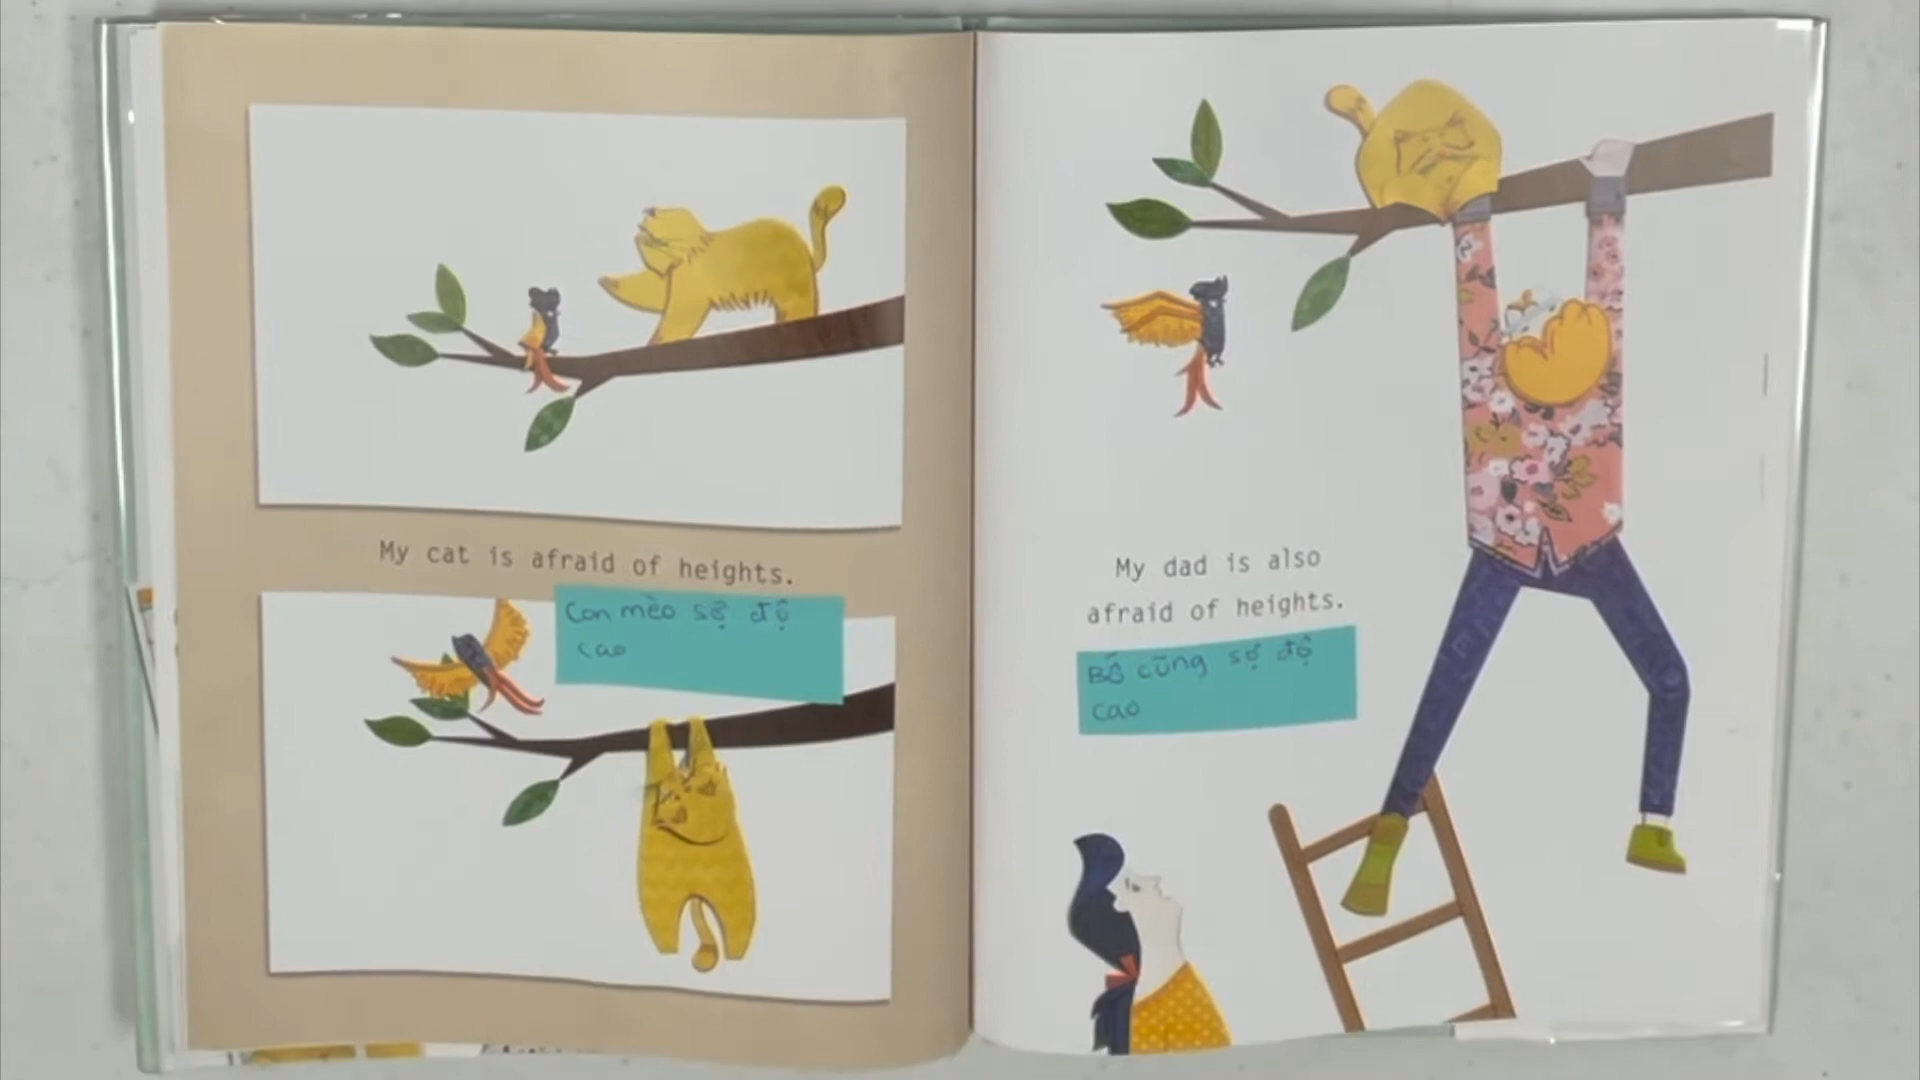 My cat is afraid of heights.
Con mèo sợ độ
cao
My dad is also
afraid of heights.
Bố cũng sợ độ
cao